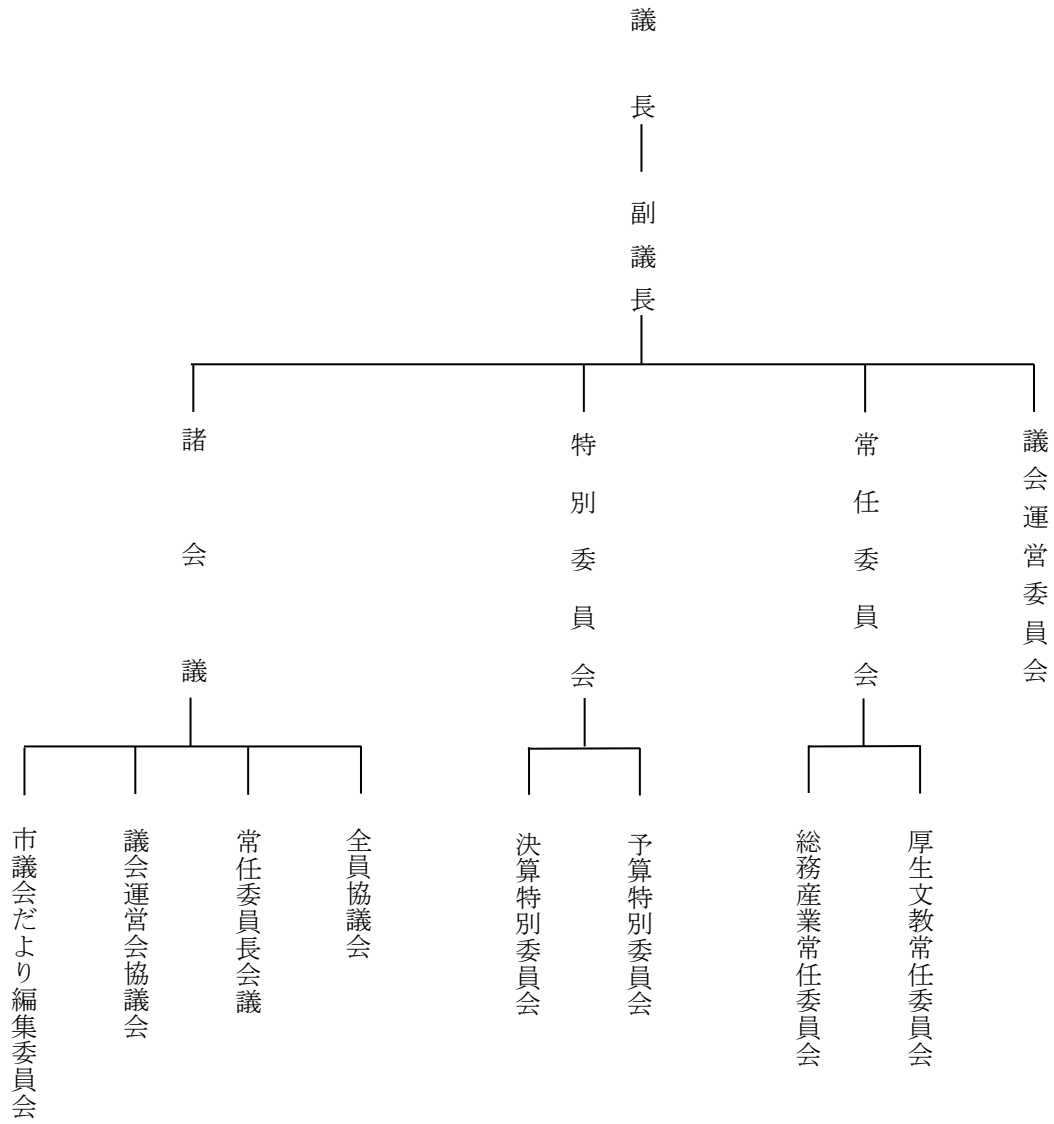 議長
副議長
議会運営委員会
常任委員会
特別委員会
諸会議
厚生文教常任委員会
総務産業常任委員会
予算特別委員会
決算特別委員会
全員協議会
常任委員長会議
議会運営会協議会
市議会だより編集委員会